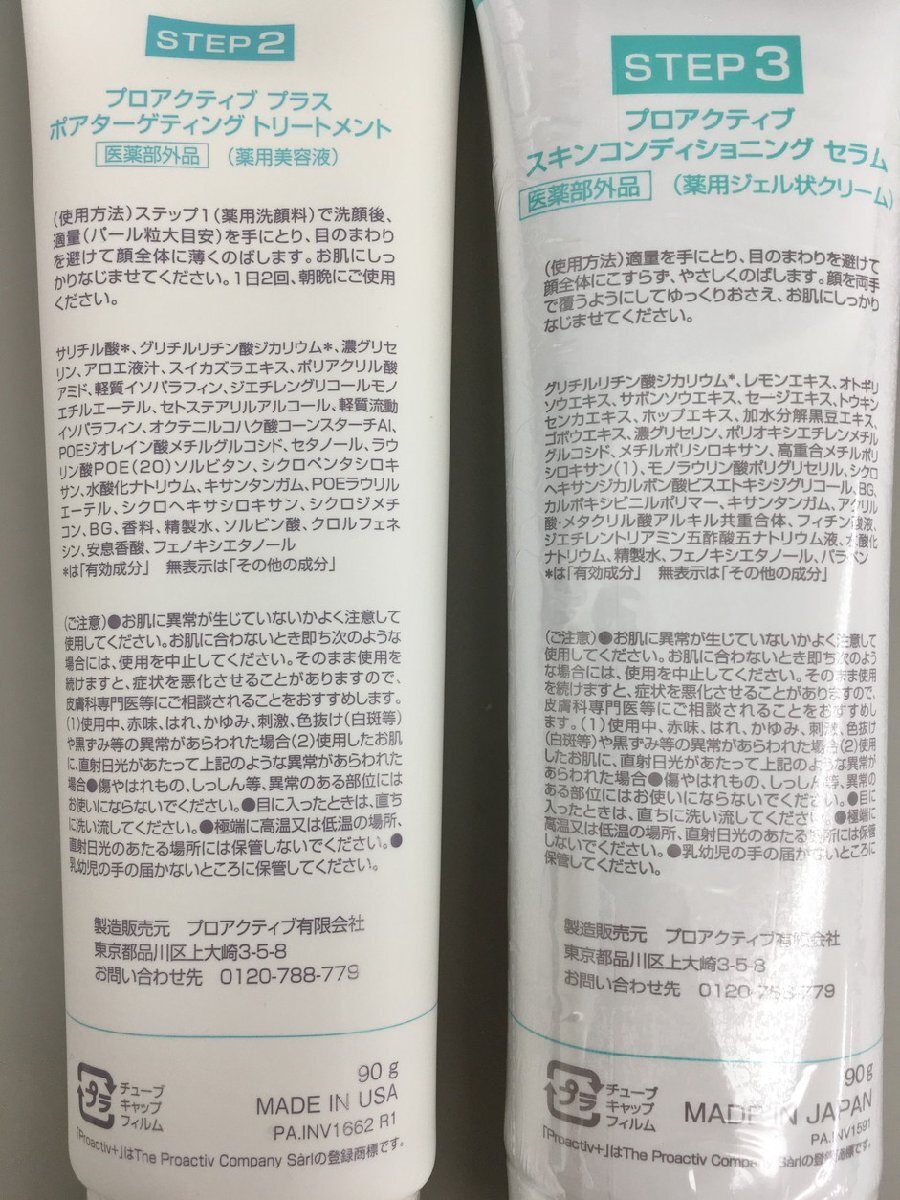 STEP 2
プロアクティブ プラス
ポアターゲティング トリートメント
医薬部外品 （薬用美容液）
(使用方法)ステップ1(薬用洗顔料)で洗顔後、
適量(パール粒大目安)を手にとり、目のまわり
を避けて顔全体に薄くのばします。お肌にしっ
かりなじませてください。1日2回、朝晩にご使用
ください。
サリチル酸*、グリチルリチン酸ジカリウム*、濃グリセ
リン、アロエ液汁、スイカズラエキス、ポリアクリル酸
アミド、軽質イソパラフィン、ジエチレングリコールモノ
エチルエーテル、セトステアリルアルコール、軽質流動
イソパラフィン、オクテニルコハク酸コーンスターチAl、
POEジオレイン酸メチルグルコシド、セタノール、ラウ
リン酸POE(20)ソルビタン、シクロペンタシロキ
サン、水酸化ナトリウム、キサンタンガム、POEラウリル
エーテル、シクロヘキサシロキサン、シクロジメチ
コン、BG、香料、精製水、ソルビン酸、クロルフェネ
シン、安息香酸、フェノキシエタノール
*は「有効成分」 無表示は「その他の成分」
(ご注意)●お肌に異常が生じていないかよく注意して
使用してください。お肌に合わないとき即ち次のような
場合には、使用を中止してください。そのまま使用を
続けますと、症状を悪化させることがありますので、
皮膚科専門医等にご相談されることをおすすめします。
(1)使用中、赤味、はれ、かゆみ、刺激、色抜け(白斑等)
や黒ずみ等の異常があらわれた場合(2)使用したお肌
に、直射日光があたって上記のような異常があらわれた
場合●傷やはれもの、しっしん等、異常のある部位には
お使いにならないでください。●目に入ったときは、直ち
に洗い流してください。●極端に高温又は低温の場所、
直射日光のあたる場所には保管しないでください。●
乳幼児の手の届かないところに保管してください。
製造販売元 プロアクティブ有限会社
東京都品川区上大崎3-5-8
お問い合わせ先 0120-788-779
プラ
チューブ
キャップ
フィルム
90g
MADE IN USA
PA.INV1662 R1
「Proactiv+」はThe Proactiv Company Sàrlの登録商標です。
STEP 3
プロアクティブ
スキンコンディショニング セラム
医薬部外品 （薬用ジェル状クリーム）
(使用方法)適量を手にとり、目のまわりを避けて
顔全体にこすらず、やさしくのばします。顔を両手
で覆うようにしてゆっくりおさえ、お肌にしっかり
なじませてください。
グリチルリチン酸ジカリウム*、レモンエキス、オトギリ
ソウエキス、サボンソウエキス、セージエキス、トウキン
センカエキス、ホップエキス、加水分解黒豆エキス、
ゴボウエキス、濃グリセリン、ポリオキシエチレンメチル
グルコシド、メチルポリシロキサン、高重合メチルポリ
シロキサン(1)、モノラウリン酸ポリグリセリル、シクロ
ヘキサンジカルボン酸ビスエトキシジグリコール、BG、
カルボキシビニルポリマー、キサンタンガム、アクリル
酸・メタクリル酸アルキル共重合体、フィチン酸液、
ジエチレントリアミン五酢酸五ナトリウム液、水酸化
ナトリウム、精製水、フェノキシエタノール、パラベン
*は「有効成分」 無表示は「その他の成分」
(ご注意)●お肌に異常が生じていないかよく注意して
使用してください。お肌に合わないとき即ち次のよう
な場合には、使用を中止してください。そのまま使用
を続けますと、症状を悪化させることがありますので、
皮膚科専門医等にご相談されることをおすすめし
ます。(1)使用中、赤味、はれ、かゆみ、刺激、色抜け
(白斑等)や黒ずみ等の異常があらわれた場合(2)使用
したお肌に、直射日光があたって上記のような異常が
あらわれた場合●傷やはれもの、しっしん等、異常の
ある部位にはお使いにならないでください。●目に
入ったときは、直ちに洗い流してください。●極端に
高温又は低温の場所、直射日光のあたる場所には保管
しないでください。●乳幼児の手の届かないところに
保管してください。
製造販売元 プロアクティブ有限会社
東京都品川区上大崎3-5-8
お問い合わせ先 0120-788-779
プラ
チューブ
キャップ
フィルム
90g
MADE IN JAPAN
PA.INV1591
「Proactiv+」はThe Proactiv Company Sàrlの登録商標です。